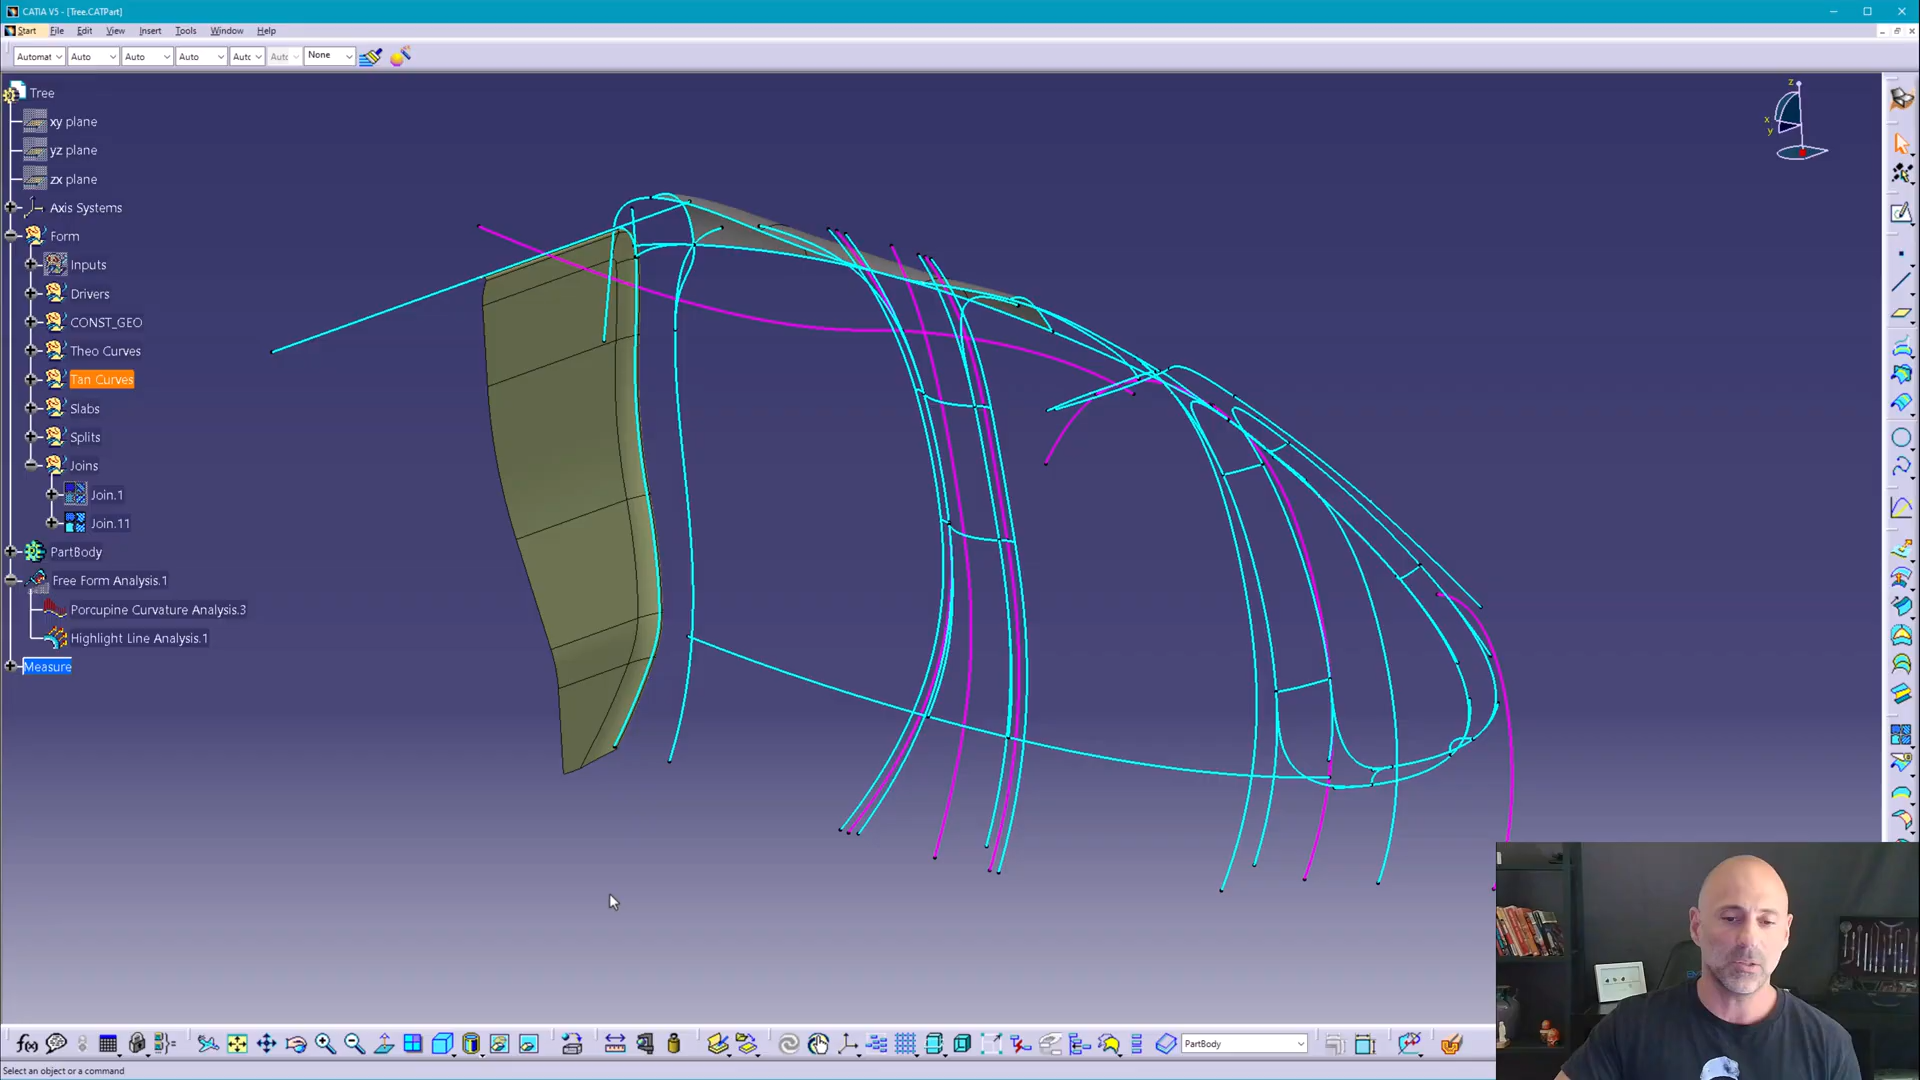 CATIA V5 - [Tree.CATPart]
Start File Edit View Insert Tools Window Help
Automat Auto Auto Auto Auto Auto None
Tree
xy plane
yz plane
zx plane
Axis Systems
Form
Inputs
Drivers
CONST_GEO
Theo Curves
Tan Curves
Slabs
Splits
Joins
Join.1
Join.11
PartBody
Free Form Analysis.1
Porcupine Curvature Analysis.3
Highlight Line Analysis.1
Measure
z
x
y
f(x)
PartBody
Select an object or a command